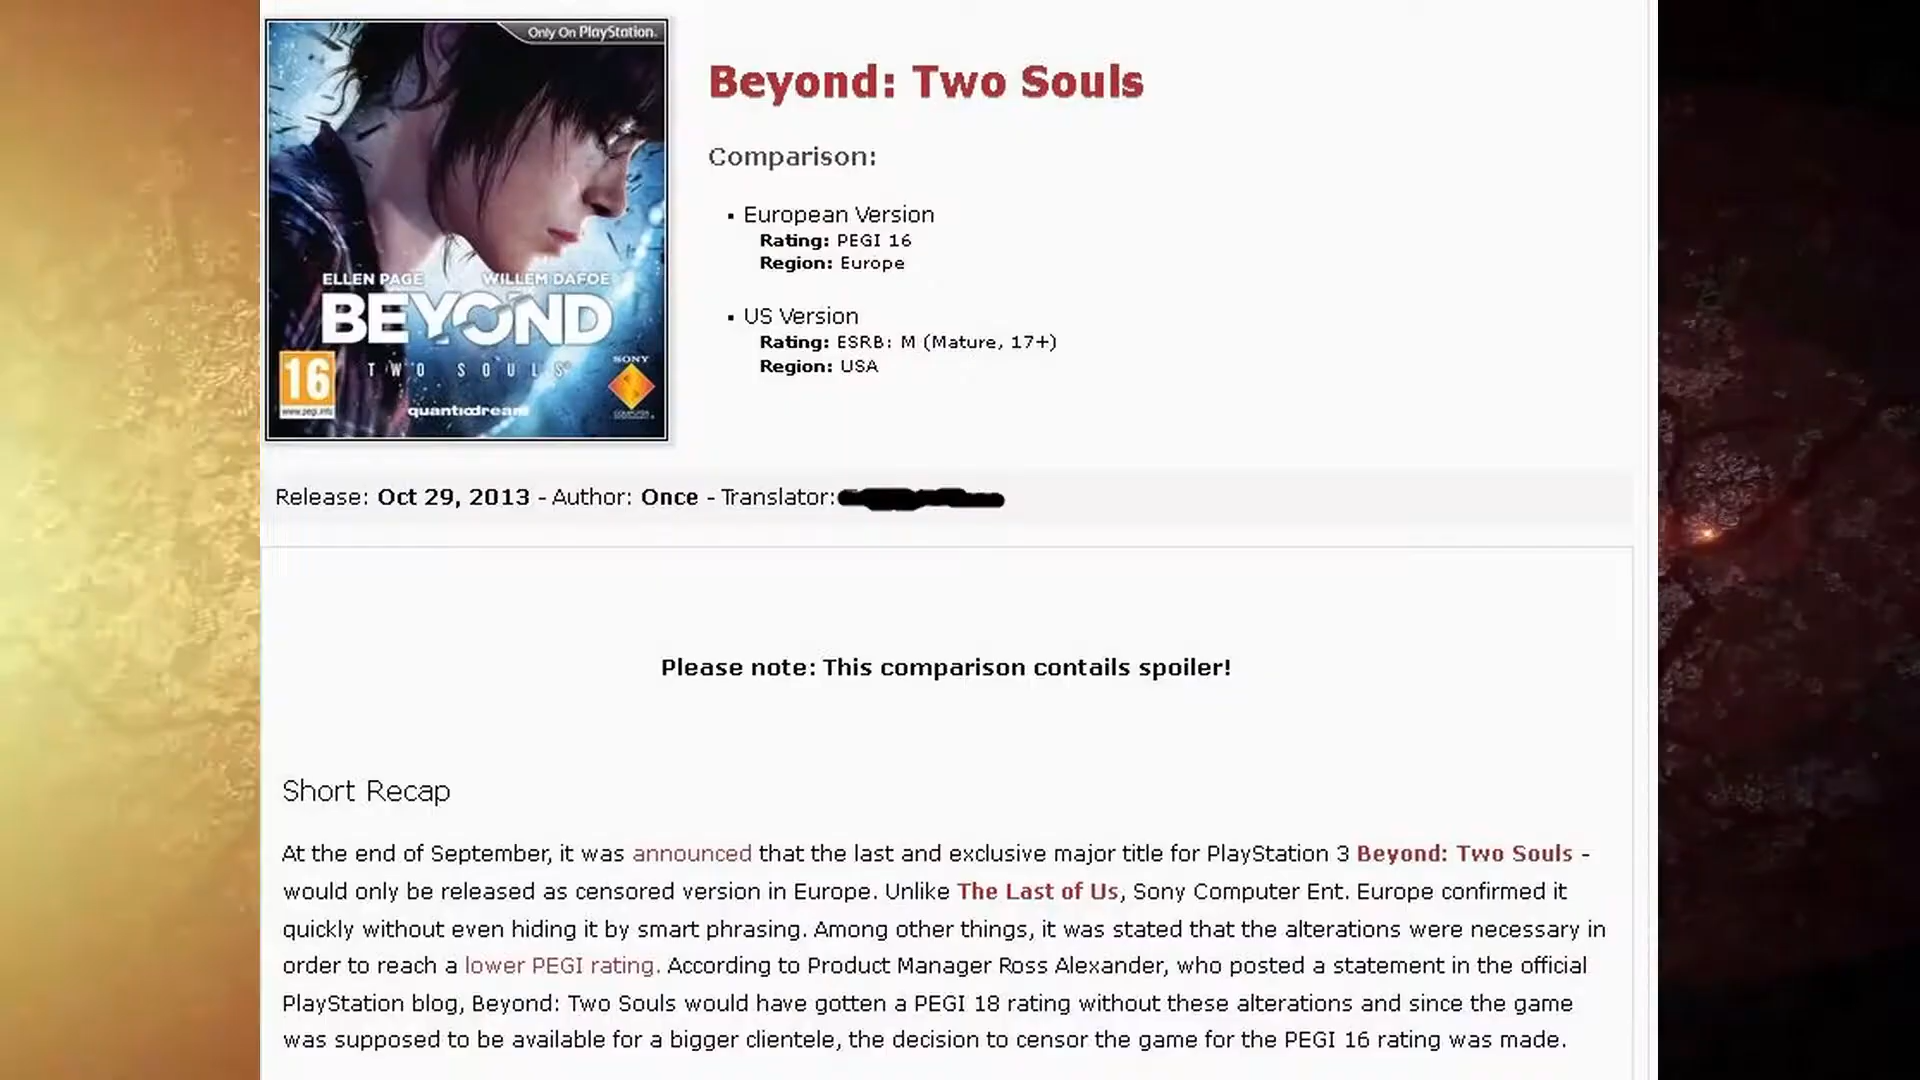 Only On PlayStation.
ELLEN PAGE WILLEM DAFOE
BEYOND
TWO SOULS
16
www.pegi.info
SONY
COMPUTER
quanticdream
Beyond: Two Souls
Comparison:
European Version
Rating: PEGI 16
Region: Europe
US Version
Rating: ESRB: M (Mature, 17+)
Region: USA
Release: Oct 29, 2013 - Author: Once - Translator:
Please note: This comparison contails spoiler!
Short Recap
At the end of September, it was announced that the last and exclusive major title for PlayStation 3 Beyond: Two Souls -
would only be released as censored version in Europe. Unlike The Last of Us, Sony Computer Ent. Europe confirmed it
quickly without even hiding it by smart phrasing. Among other things, it was stated that the alterations were necessary in
order to reach a lower PEGI rating. According to Product Manager Ross Alexander, who posted a statement in the official
PlayStation blog, Beyond: Two Souls would have gotten a PEGI 18 rating without these alterations and since the game
was supposed to be available for a bigger clientele, the decision to censor the game for the PEGI 16 rating was made.